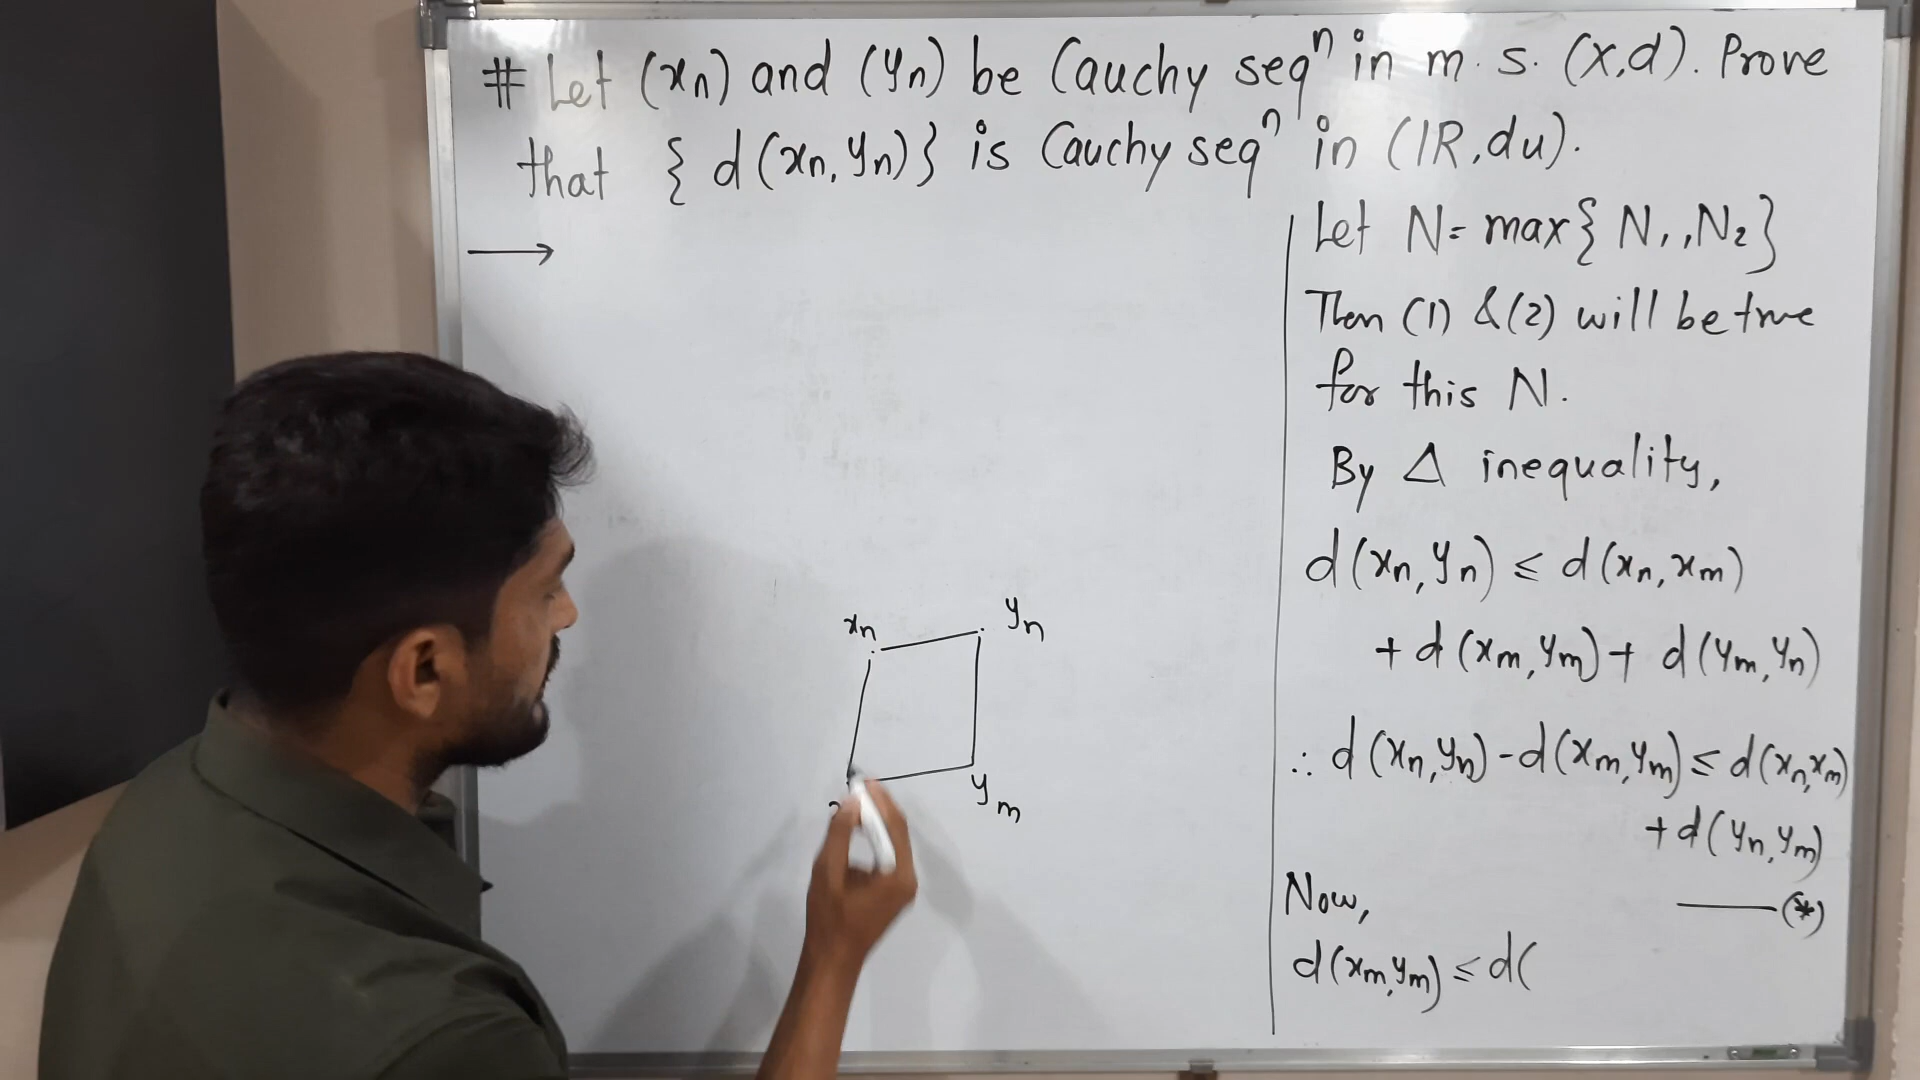 # Let (xn) and (yn) be Cauchy seqⁿ in m. s. (X,d). Prove
that { d(xn, yn)} is Cauchy seqⁿ in (IR, du).
Let N = max{ N₁, N₂}
Then (1) & (2) will be true
for this N.
By Δ inequality,
d(xn, yn) ≤ d(xn, xm)
+ d(xm, ym) + d(ym, yn)
∴ d(xn, yn) - d(xm, ym) ≤ d(xn, xm)
+ d(yn, ym)
——(*)
Now,
d(xm, ym) ≤ d(
xn
yn
ym